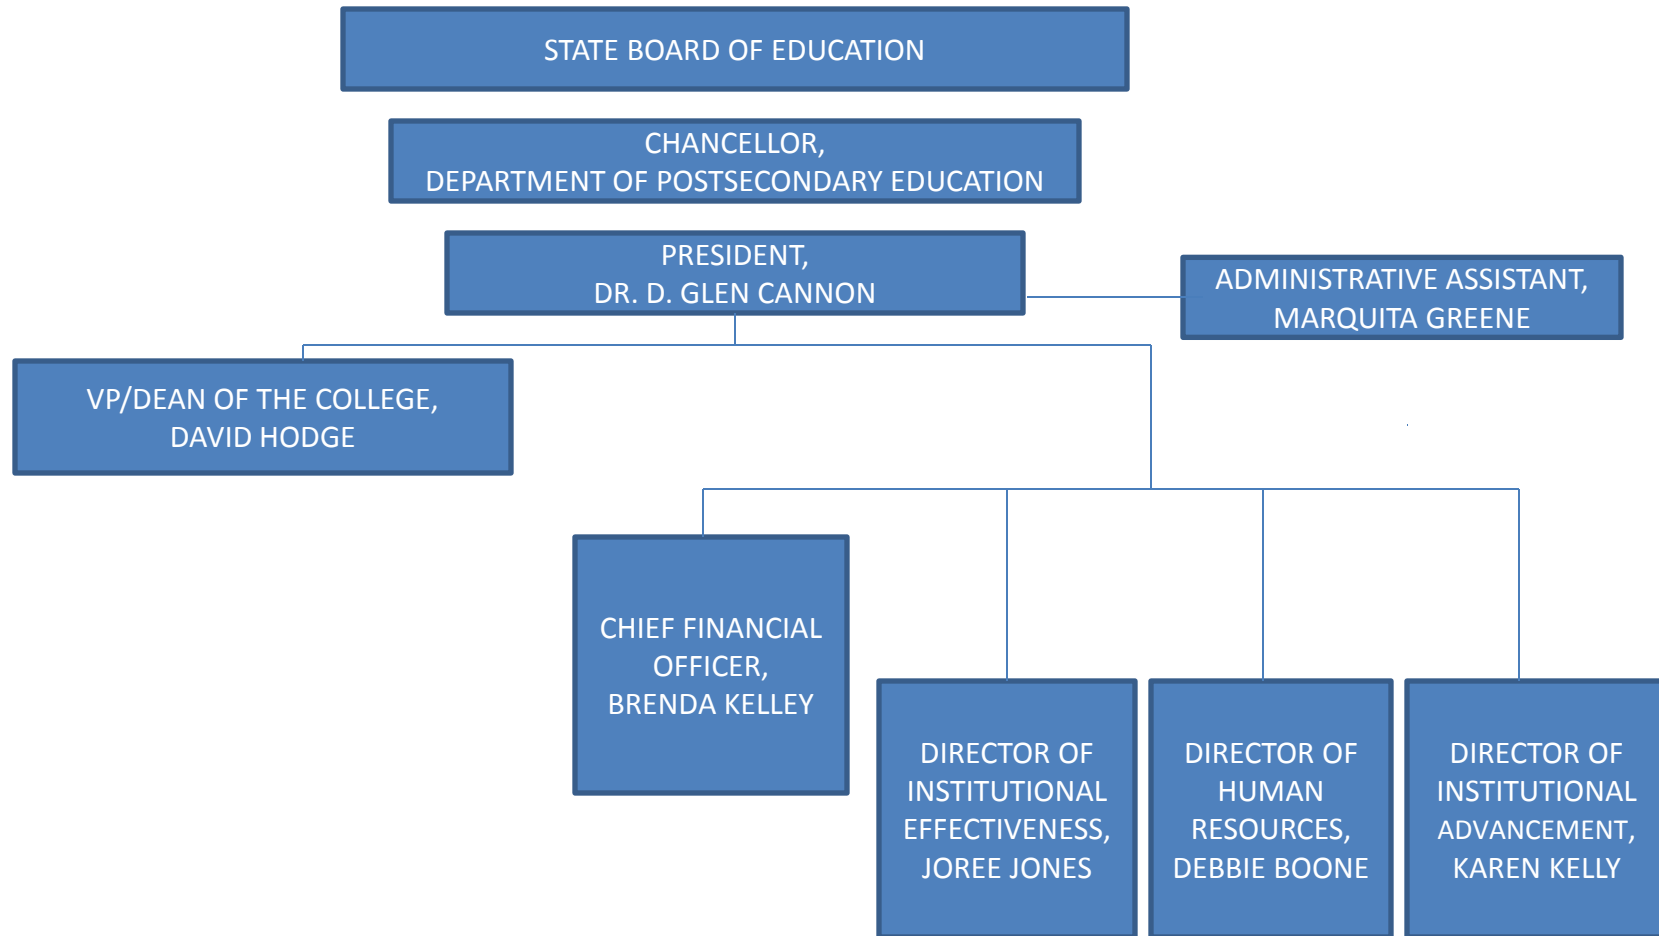 STATE BOARD OF EDUCATION
CHANCELLOR,
DEPARTMENT OF POSTSECONDARY EDUCATION
PRESIDENT,
DR. D. GLEN CANNON
ADMINISTRATIVE ASSISTANT,
MARQUITA GREENE
VP/DEAN OF THE COLLEGE,
DAVID HODGE
CHIEF FINANCIAL
OFFICER,
BRENDA KELLEY
DIRECTOR OF
INSTITUTIONAL
EFFECTIVENESS,
JOREE JONES
DIRECTOR OF
HUMAN
RESOURCES,
DEBBIE BOONE
DIRECTOR OF
INSTITUTIONAL
ADVANCEMENT,
KAREN KELLY